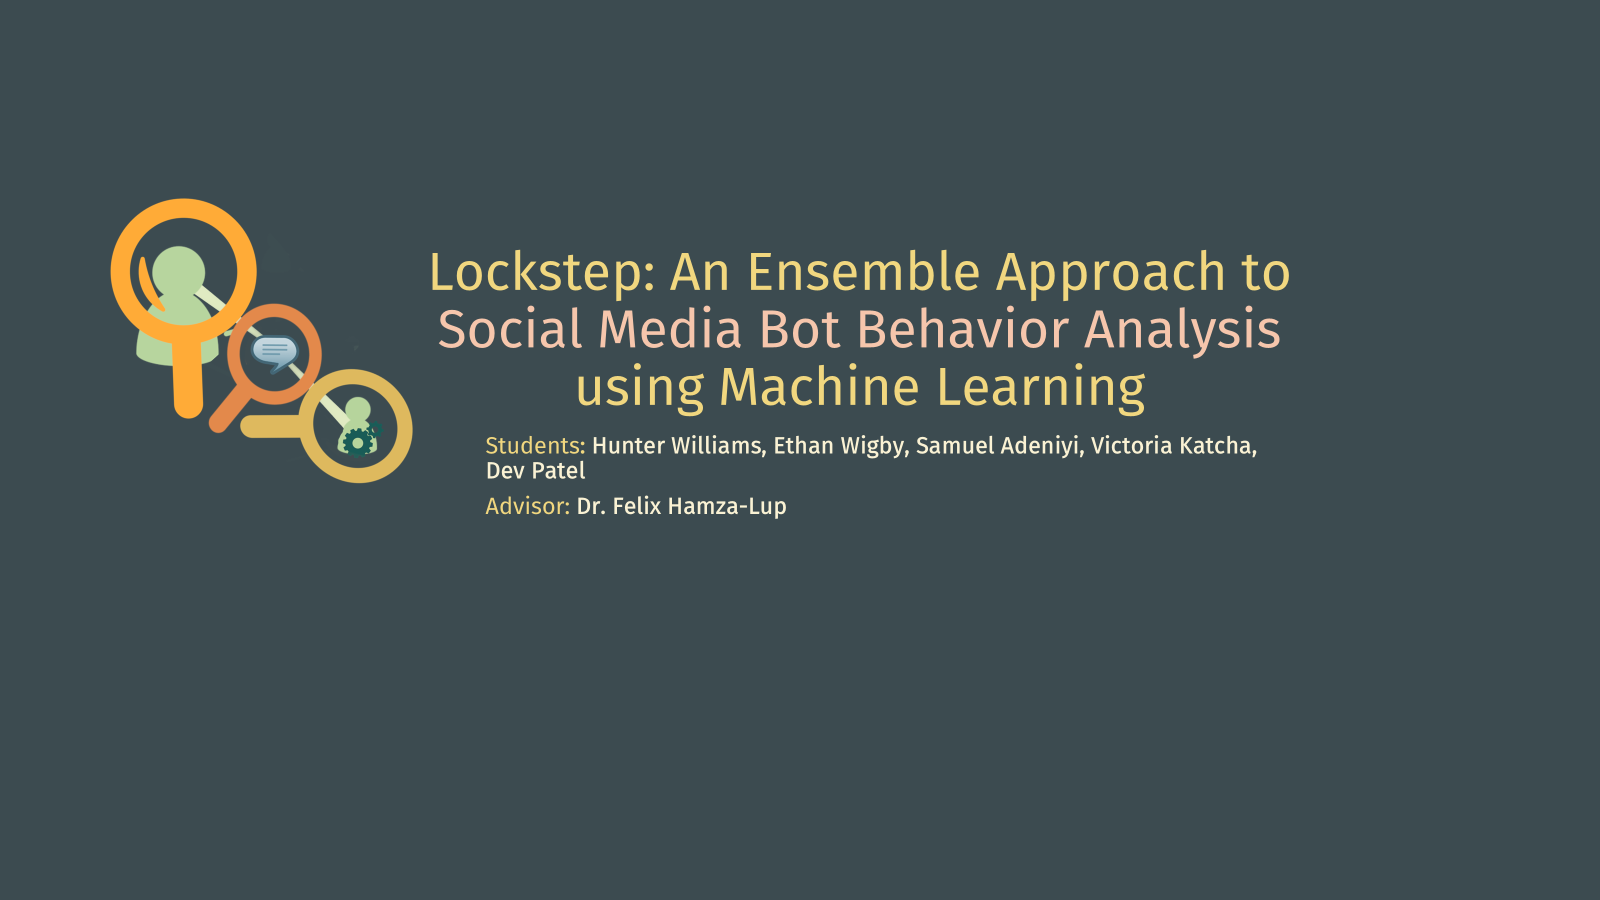 Lockstep: An Ensemble Approach to
Social Media Bot Behavior Analysis
using Machine Learning
Students: Hunter Williams, Ethan Wigby, Samuel Adeniyi, Victoria Katcha,
Dev Patel
Advisor: Dr. Felix Hamza-Lup